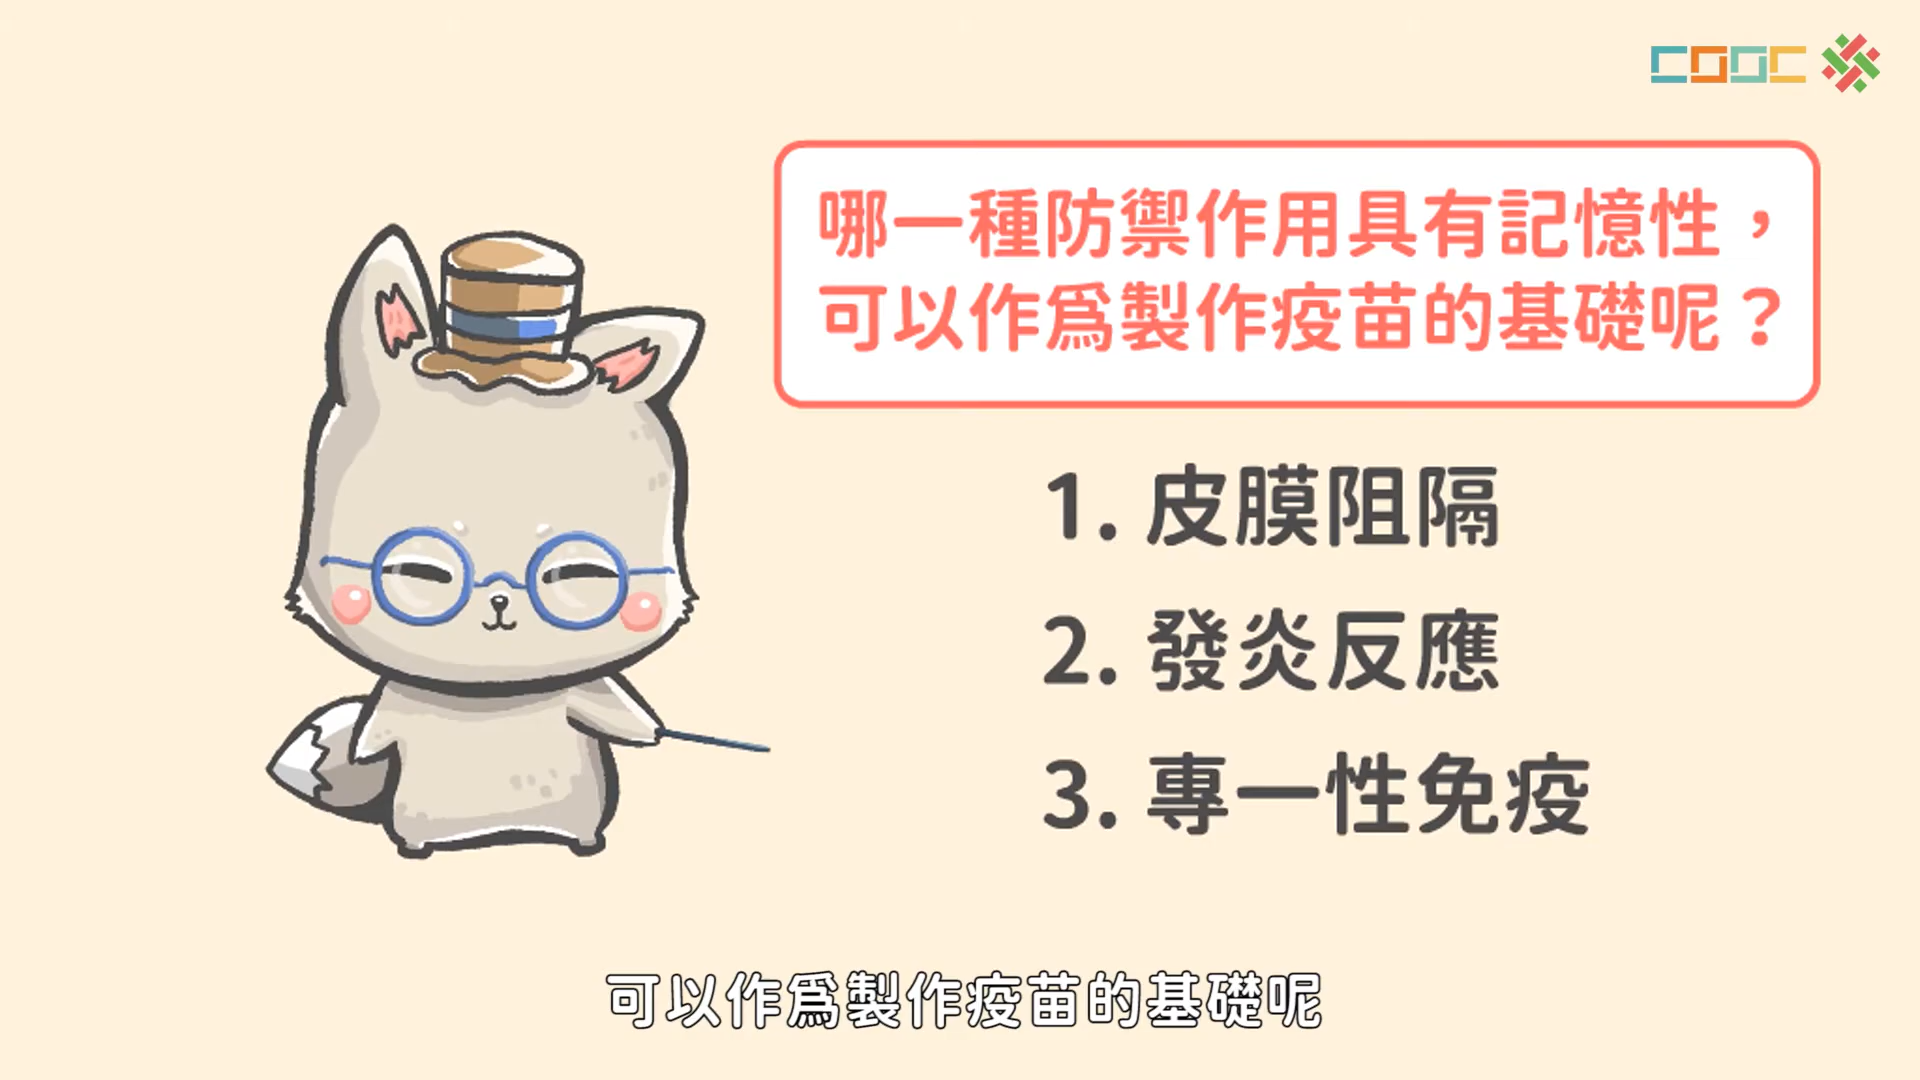 COOC
哪一種防禦作用具有記憶性，
可以作爲製作疫苗的基礎呢？
1. 皮膜阻隔
2. 發炎反應
3. 專一性免疫
可以作爲製作疫苗的基礎呢